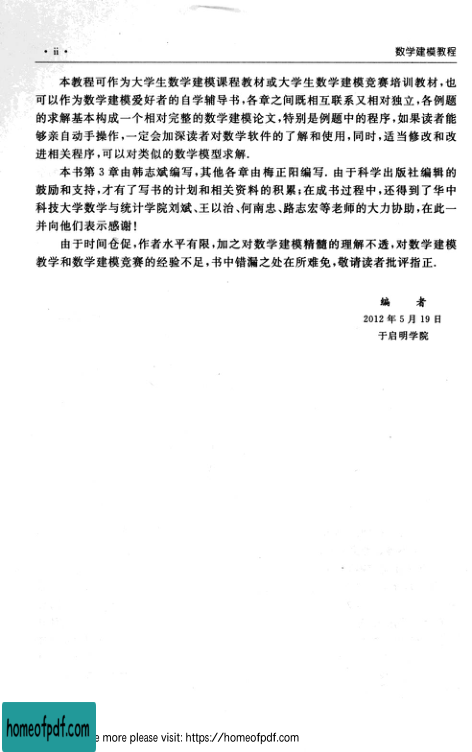 · ii · 数学建模教程
本教程可作为大学生数学建模课程教材或大学生数学建模竞赛培训教材,也
可以作为数学建模爱好者的自学辅导书,各章之间既相互联系又相对独立,各例题
的求解基本构成一个相对完整的数学建模论文,特别是例题中的程序,如果读者能
够亲自动手操作,一定会加深读者对数学软件的了解和使用,同时,适当修改和改
进相关程序,可以对类似的数学模型求解.
本书第 3 章由韩志斌编写,其他各章由梅正阳编写. 由于科学出版社编辑的
鼓励和支持,才有了写书的计划和相关资料的积累;在成书过程中,还得到了华中
科技大学数学与统计学院刘斌、王以治、何南忠、路志宏等老师的大力协助,在此一
并向他们表示感谢!
由于时间仓促,作者水平有限,加之对数学建模精髓的理解不透,对数学建模
教学和数学建模竞赛的经验不足,书中错漏之处在所难免,敬请读者批评指正.
编 者
2012 年 5 月 19 日
于启明学院
homeofpdf.com
e more please visit: https://homeofpdf.com